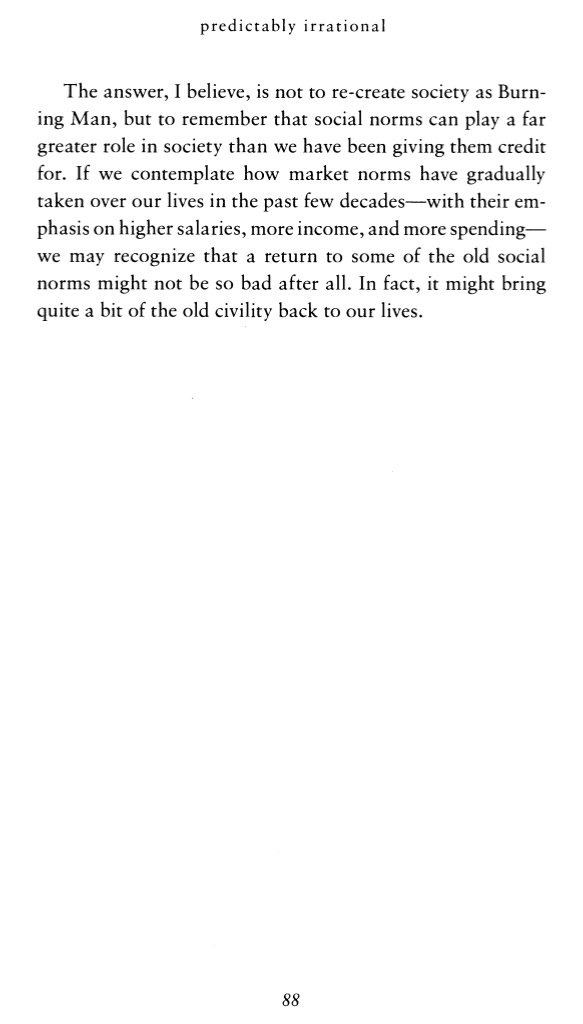 predictably irrational
The answer, I believe, is not to re-create society as Burn-
ing Man, but to remember that social norms can play a far
greater role in society than we have been giving them credit
for. If we contemplate how market norms have gradually
taken over our lives in the past few decades—with their em-
phasis on higher salaries, more income, and more spending—
we may recognize that a return to some of the old social
norms might not be so bad after all. In fact, it might bring
quite a bit of the old civility back to our lives.
88